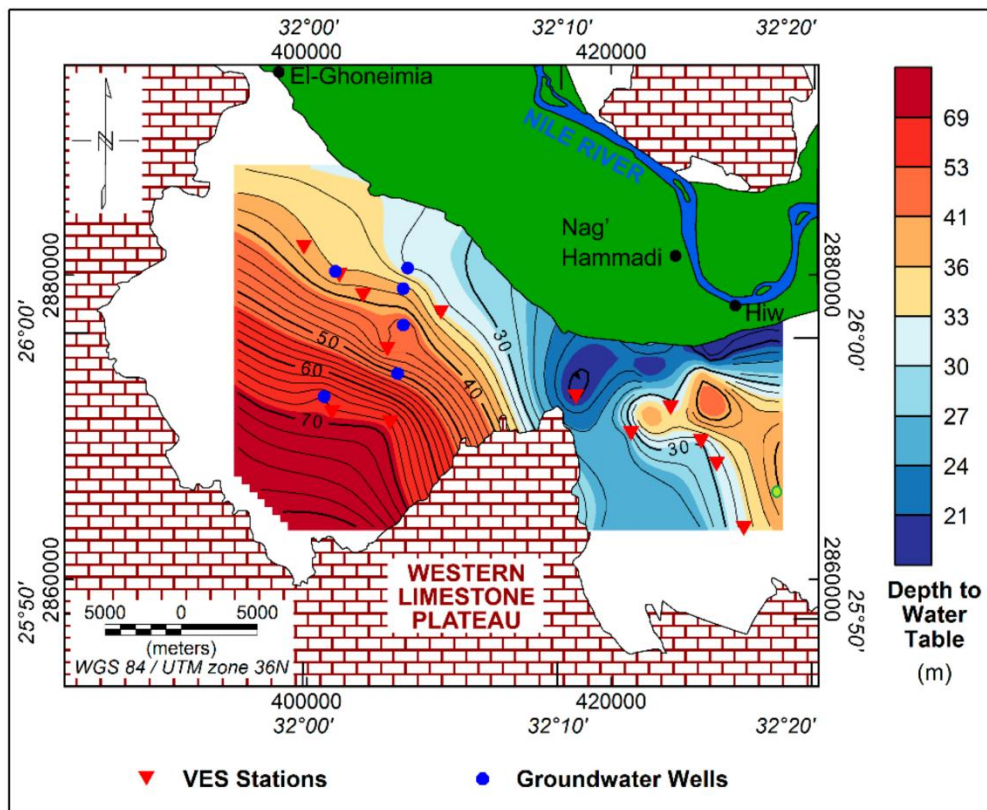 32°00' 32°10' 32°20'
400000 420000
El-Ghoneimia
N
NILE RIVER
Nag'
Hammadi
Hiw
2880000
26°00'
2880000
26°00'
50
60
70
40
30
30
69
53
41
36
33
30
27
24
21
Depth to
Water
Table
(m)
WESTERN
LIMESTONE
PLATEAU
2860000
25°50'
2860000
25°50'
5000 0 5000
(meters)
WGS 84 / UTM zone 36N
400000 420000
32°00' 32°10' 32°20'
VES Stations Groundwater Wells